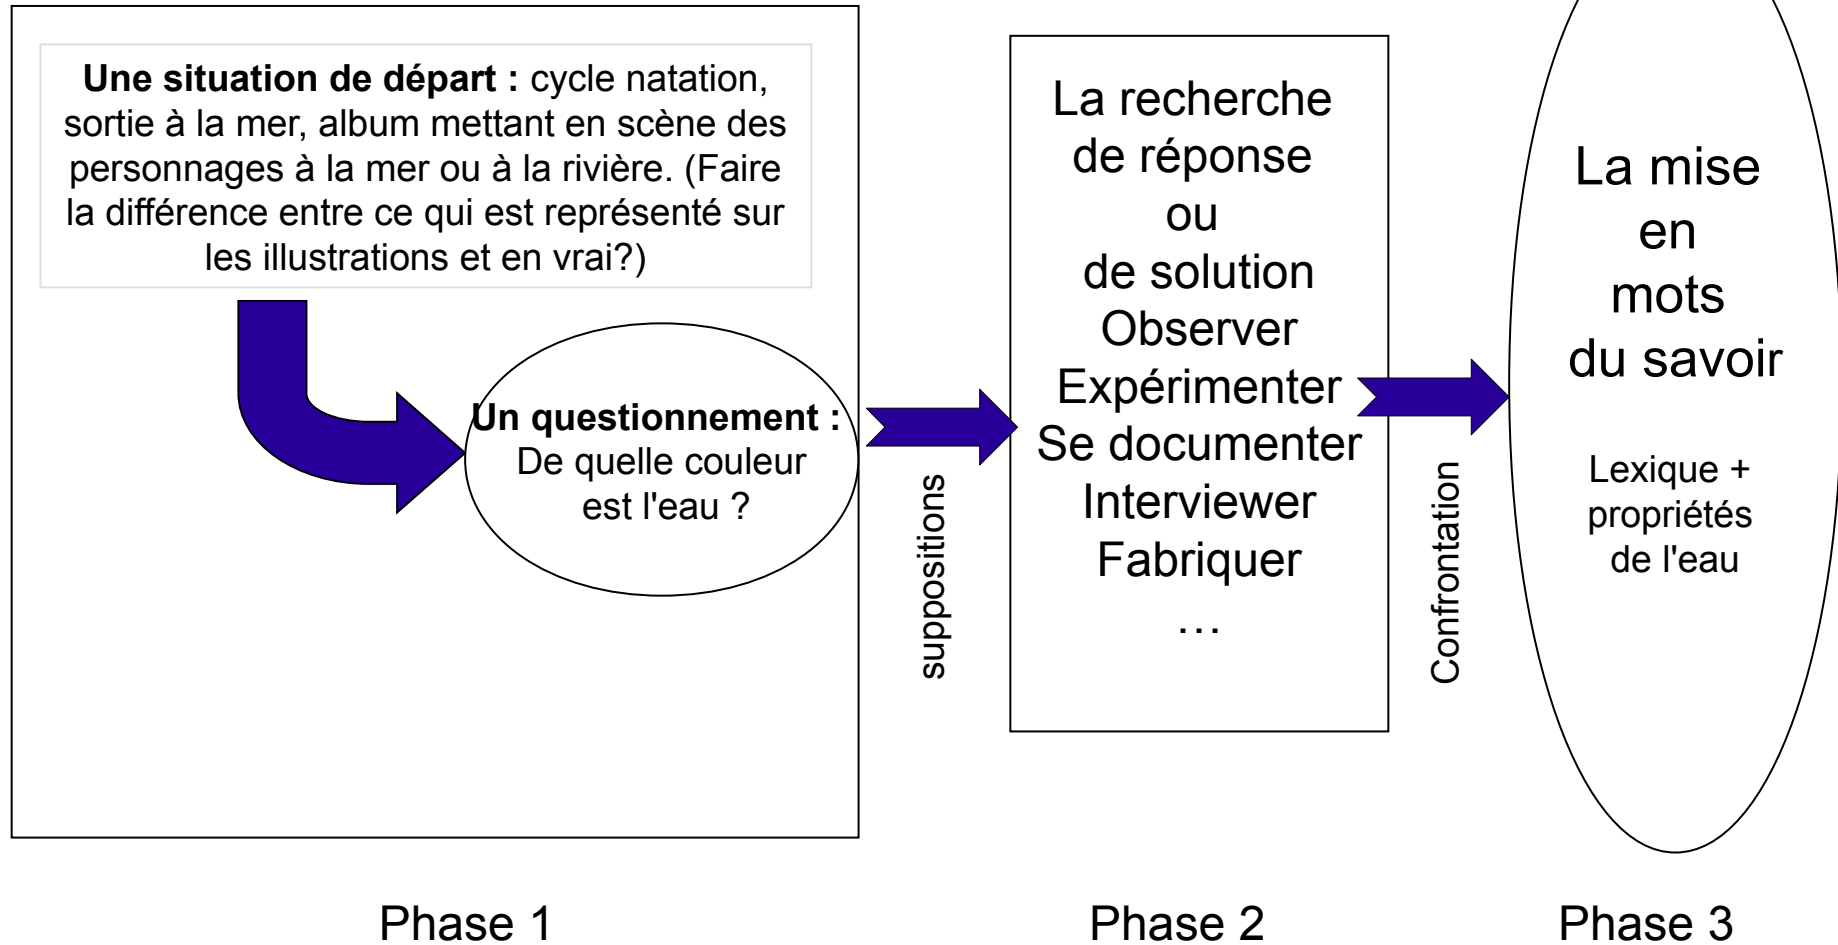 Une situation de départ : cycle natation,
sortie à la mer, album mettant en scène des
personnages à la mer ou à la rivière. (Faire
la différence entre ce qui est représenté sur
les illustrations et en vrai?)
Un questionnement :
De quelle couleur
est l'eau ?
suppositions
La recherche
de réponse
ou
de solution
Observer
Expérimenter
Se documenter
Interviewer
Fabriquer
…
Confrontation
La mise
en
mots
du savoir
Lexique +
propriétés
de l'eau
Phase 1
Phase 2
Phase 3